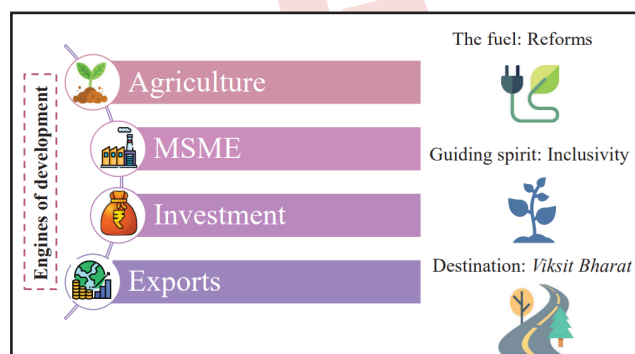 Engines of development
Agriculture
MSME
Investment
Exports
The fuel: Reforms
Guiding spirit: Inclusivity
Destination: Viksit Bharat